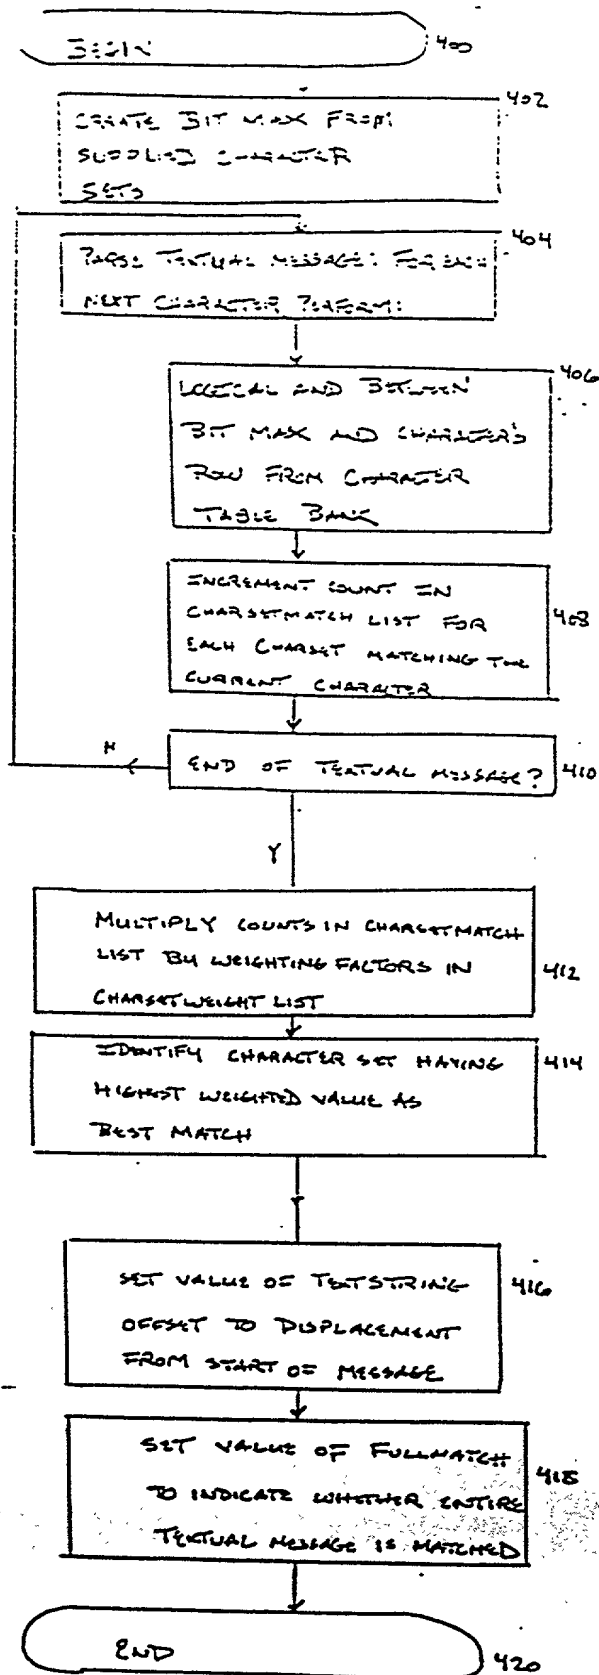 BEGIN
400
402
CREATE BIT MAX FROM
SUPPLIED CHARACTER
SETS
404
PARSE TEXTUAL MESSAGE: FOR EACH
NEXT CHARACTER PERFORM:
406
LOGICAL AND BETWEEN
BIT MAX AND CHARACTER'S
ROW FROM CHARACTER
TABLE BANK
INCREMENT COUNT IN
CHARSETMATCH LIST FOR
EACH CHARSET MATCHING THE
CURRENT CHARACTER
408
N
END OF TEXTUAL MESSAGE?
410
Y
MULTIPLY COUNTS IN CHARSETMATCH
LIST BY WEIGHTING FACTORS IN
CHARSETWEIGHT LIST
412
IDENTIFY CHARACTER SET HAVING
HIGHEST WEIGHTED VALUE AS
BEST MATCH
414
SET VALUE OF TEXTSTRING
OFFSET TO DISPLACEMENT
FROM START OF MESSAGE
416
SET VALUE OF FULLMATCH
TO INDICATE WHETHER ENTIRE
TEXTUAL MESSAGE IS MATCHED
418
END
420